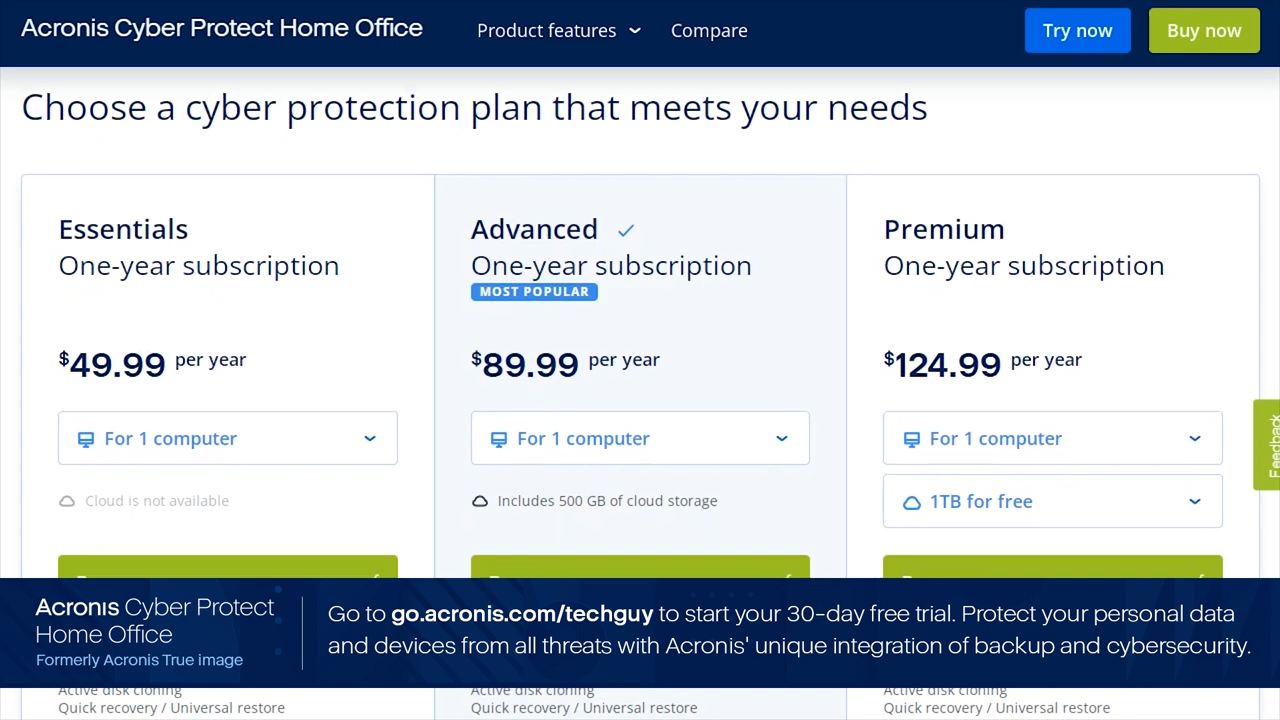 Acronis Cyber Protect Home Office
Product features
Compare
Try now
Buy now
Choose a cyber protection plan that meets your needs
Essentials
One-year subscription
$49.99 per year
For 1 computer
Cloud is not available
Advanced
One-year subscription
MOST POPULAR
$89.99 per year
For 1 computer
Includes 500 GB of cloud storage
Premium
One-year subscription
$124.99 per year
For 1 computer
1TB for free
Feedback
Acronis Cyber Protect
Home Office
Formerly Acronis True image
Go to go.acronis.com/techguy to start your 30-day free trial. Protect your personal data
and devices from all threats with Acronis' unique integration of backup and cybersecurity.
Active disk cloning
Quick recovery / Universal restore
Active disk cloning
Quick recovery / Universal restore
Active disk cloning
Quick recovery / Universal restore